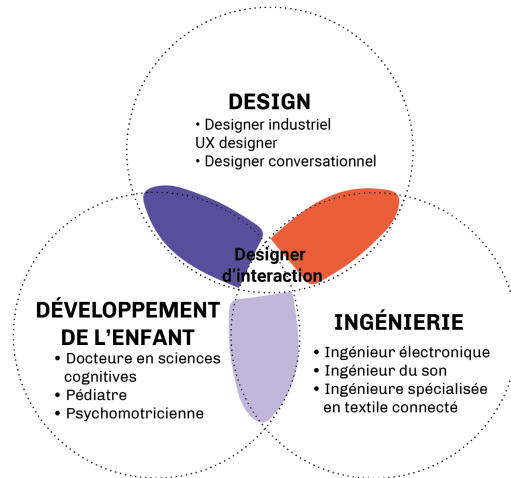 DESIGN
• Designer industriel
UX designer
• Designer conversationnel
Designer
d'interaction
DÉVELOPPEMENT
DE L'ENFANT
• Docteure en sciences
cognitives
• Pédiatre
• Psychomotricienne
INGÉNIERIE
• Ingénieur électronique
• Ingénieur du son
• Ingénieure spécialisée
en textile connecté